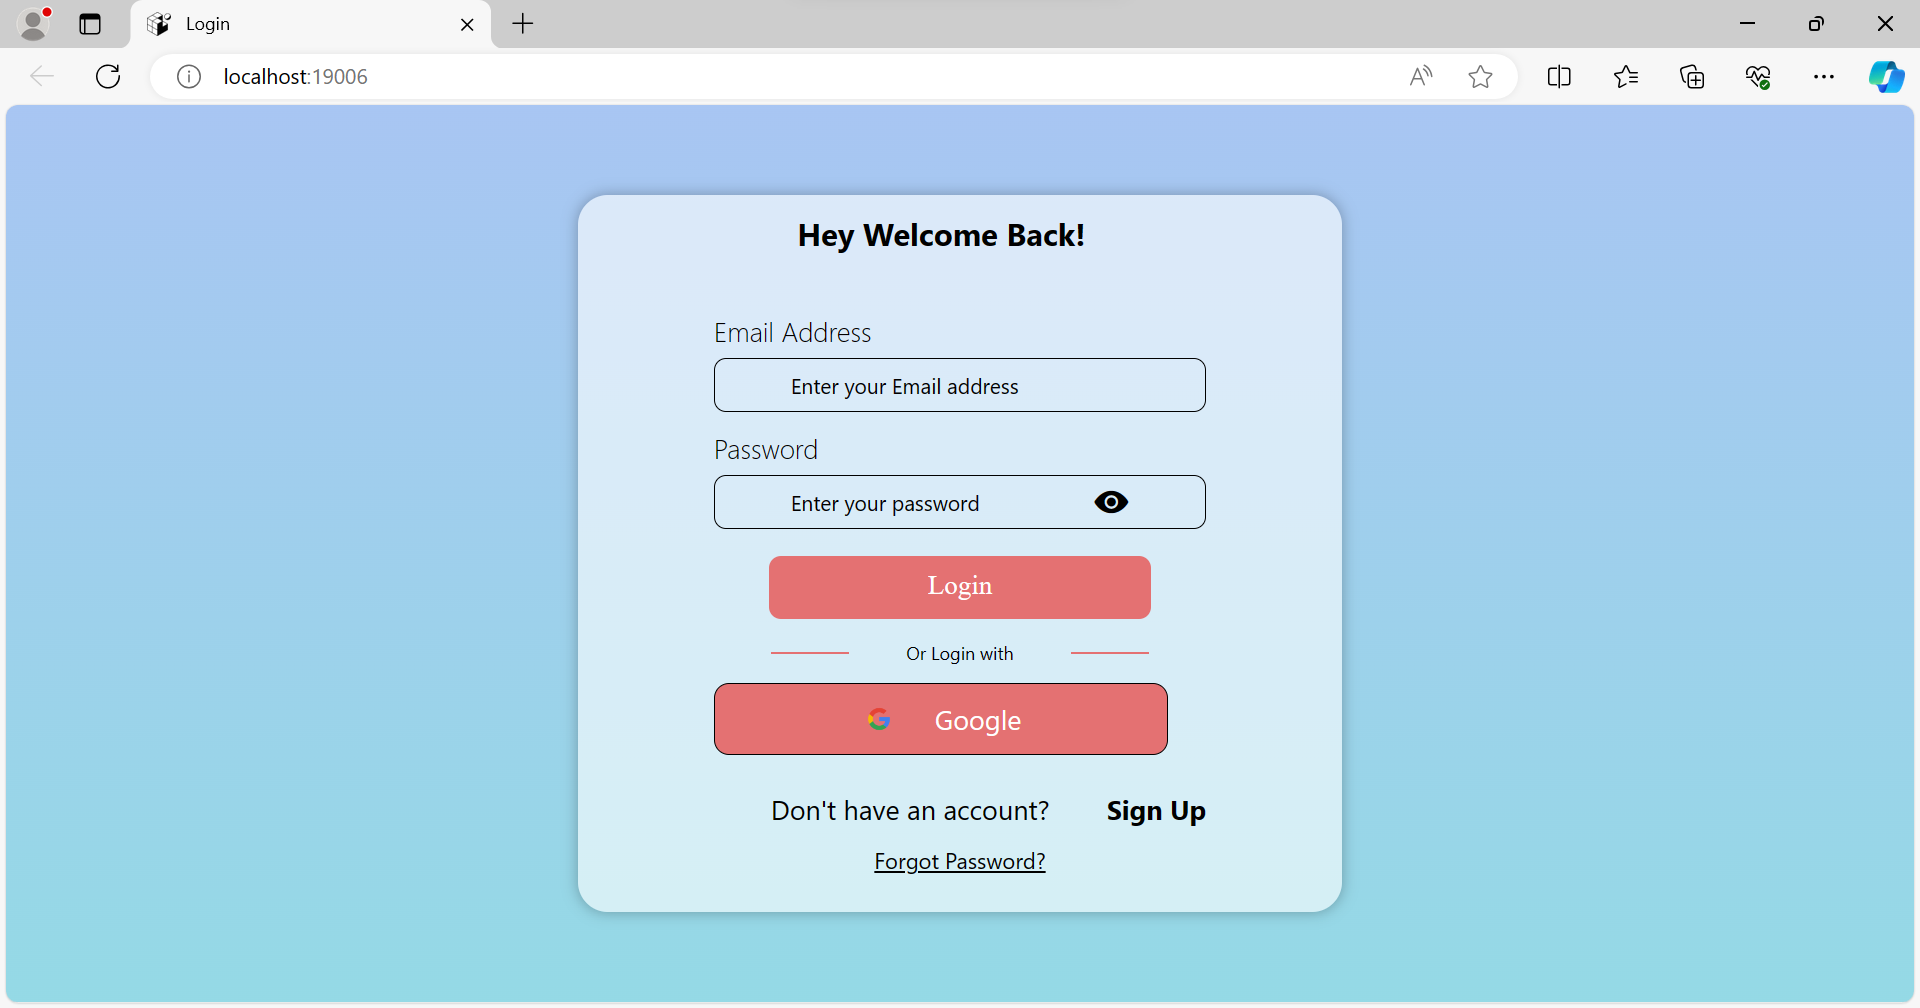 Login
localhost:19006
Hey Welcome Back!
Email Address
Enter your Email address
Password
Enter your password
Login
Or Login with
Google
Don't have an account? Sign Up
Forgot Password?